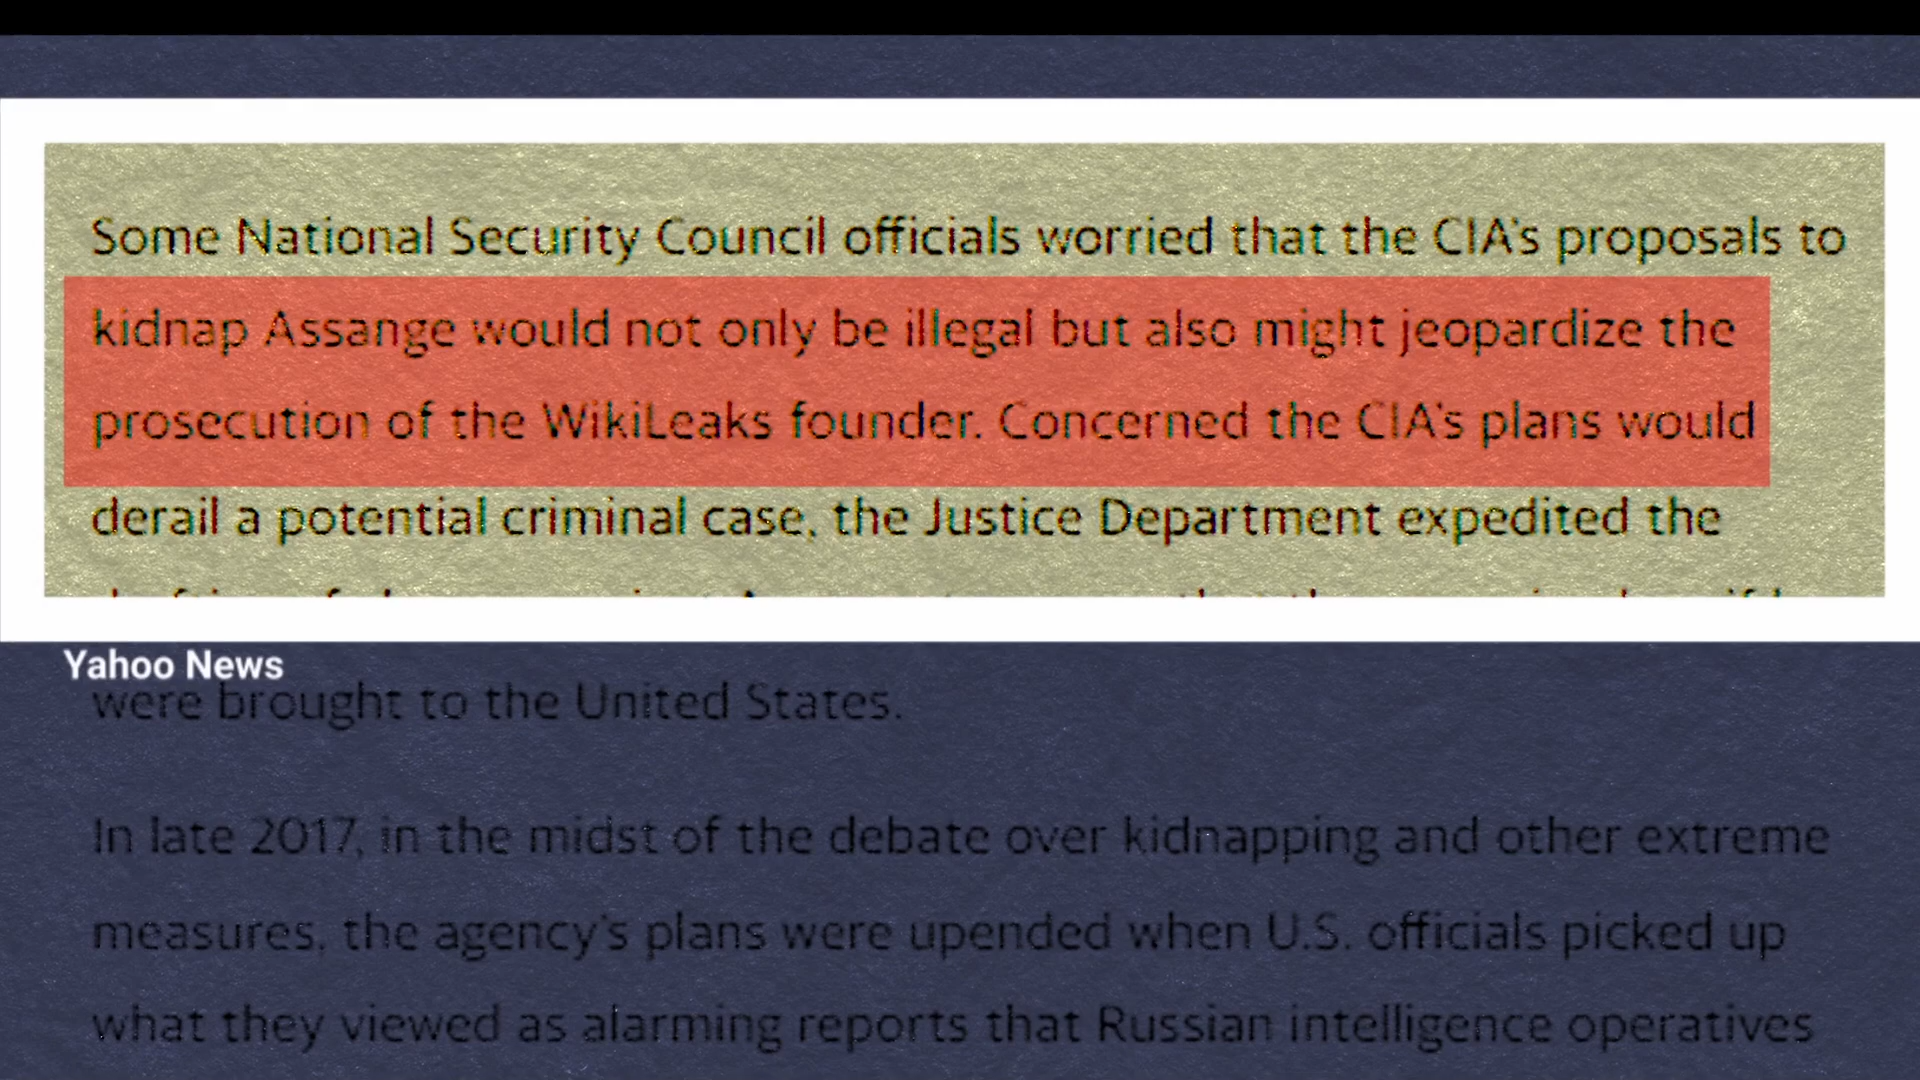 Some National Security Council officials worried that the CIA's proposals to
kidnap Assange would not only be illegal but also might jeopardize the
prosecution of the WikiLeaks founder. Concerned the CIA's plans would
derail a potential criminal case, the Justice Department expedited the
Yahoo News
were brought to the United States.
In late 2017, in the midst of the debate over kidnapping and other extreme
measures, the agency's plans were upended when U.S. officials picked up
what they viewed as alarming reports that Russian intelligence operatives